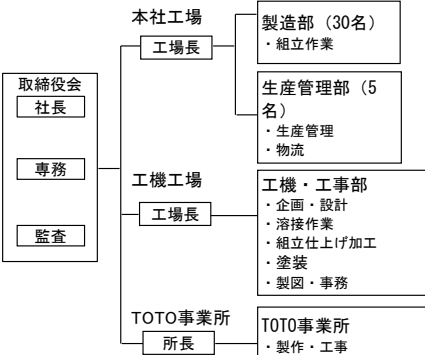 本社工場
工場長
製造部（30名）
・組立作業
生産管理部（5
名）
・生産管理
・物流
取締役会
社長
専務
監査
工機工場
工場長
工機・工事部
・企画・設計
・溶接作業
・組立仕上げ加工
・塗装
・製図・事務
TOTO事業所
所長
TOTO事業所
・製作・工事